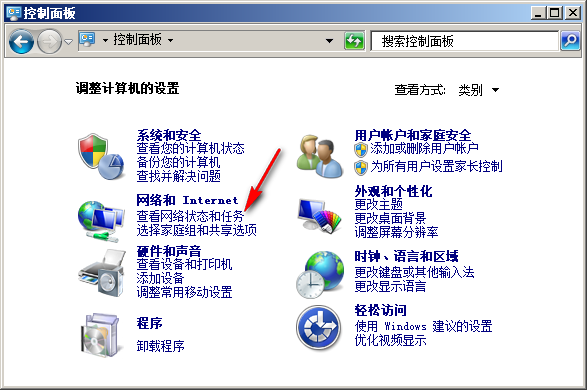 控制面板
控制面板
搜索控制面板
调整计算机的设置
查看方式: 类别
系统和安全
查看您的计算机状态
备份您的计算机
查找并解决问题
网络和 Internet
查看网络状态和任务
选择家庭组和共享选项
硬件和声音
查看设备和打印机
添加设备
调整常用移动设置
程序
卸载程序
用户帐户和家庭安全
添加或删除用户帐户
为所有用户设置家长控制
外观和个性化
更改主题
更改桌面背景
调整屏幕分辨率
时钟、语言和区域
更改键盘或其他输入法
更改显示语言
轻松访问
使用 Windows 建议的设置
优化视频显示